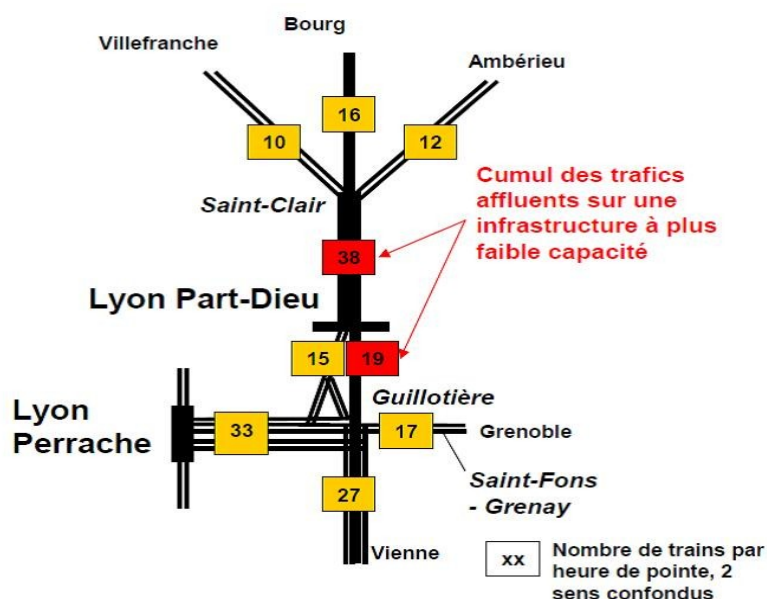 Bourg
Villefranche
Ambérieu
16
10
12
Saint-Clair
Cumul des trafics
affluents sur une
infrastructure à plus
faible capacité
38
Lyon Part-Dieu
15
19
Guillotière
Lyon
Perrache
33
17
Grenoble
Saint-Fons
- Grenay
27
Vienne
xx
Nombre de trains par
heure de pointe, 2
sens confondus